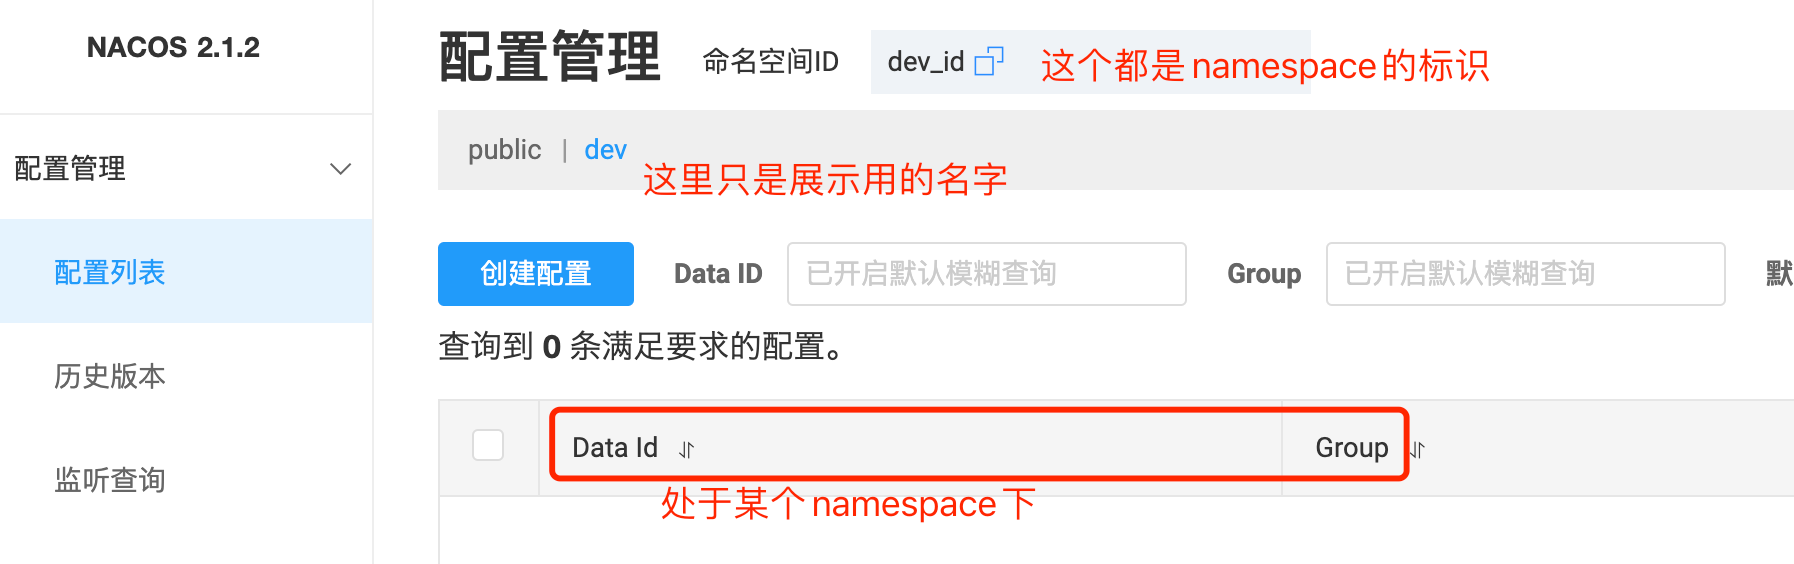 NACOS 2.1.2
配置管理
配置列表
历史版本
监听查询
配置管理 命名空间ID dev_id 这个都是namespace的标识
public | dev
这里只是展示用的名字
创建配置 Data ID 已开启默认模糊查询 Group 已开启默认模糊查询 默
查询到 0 条满足要求的配置。
Data Id Group
处于某个namespace下